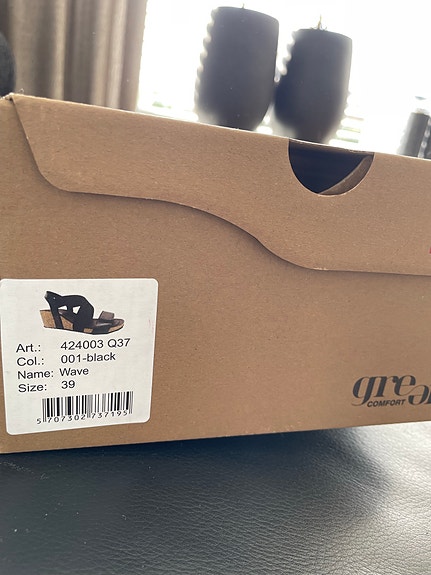 Art.: 424003 Q37
Col.: 001-black
Name: Wave
Size: 39
5 707302 737195
gre
COMFORT